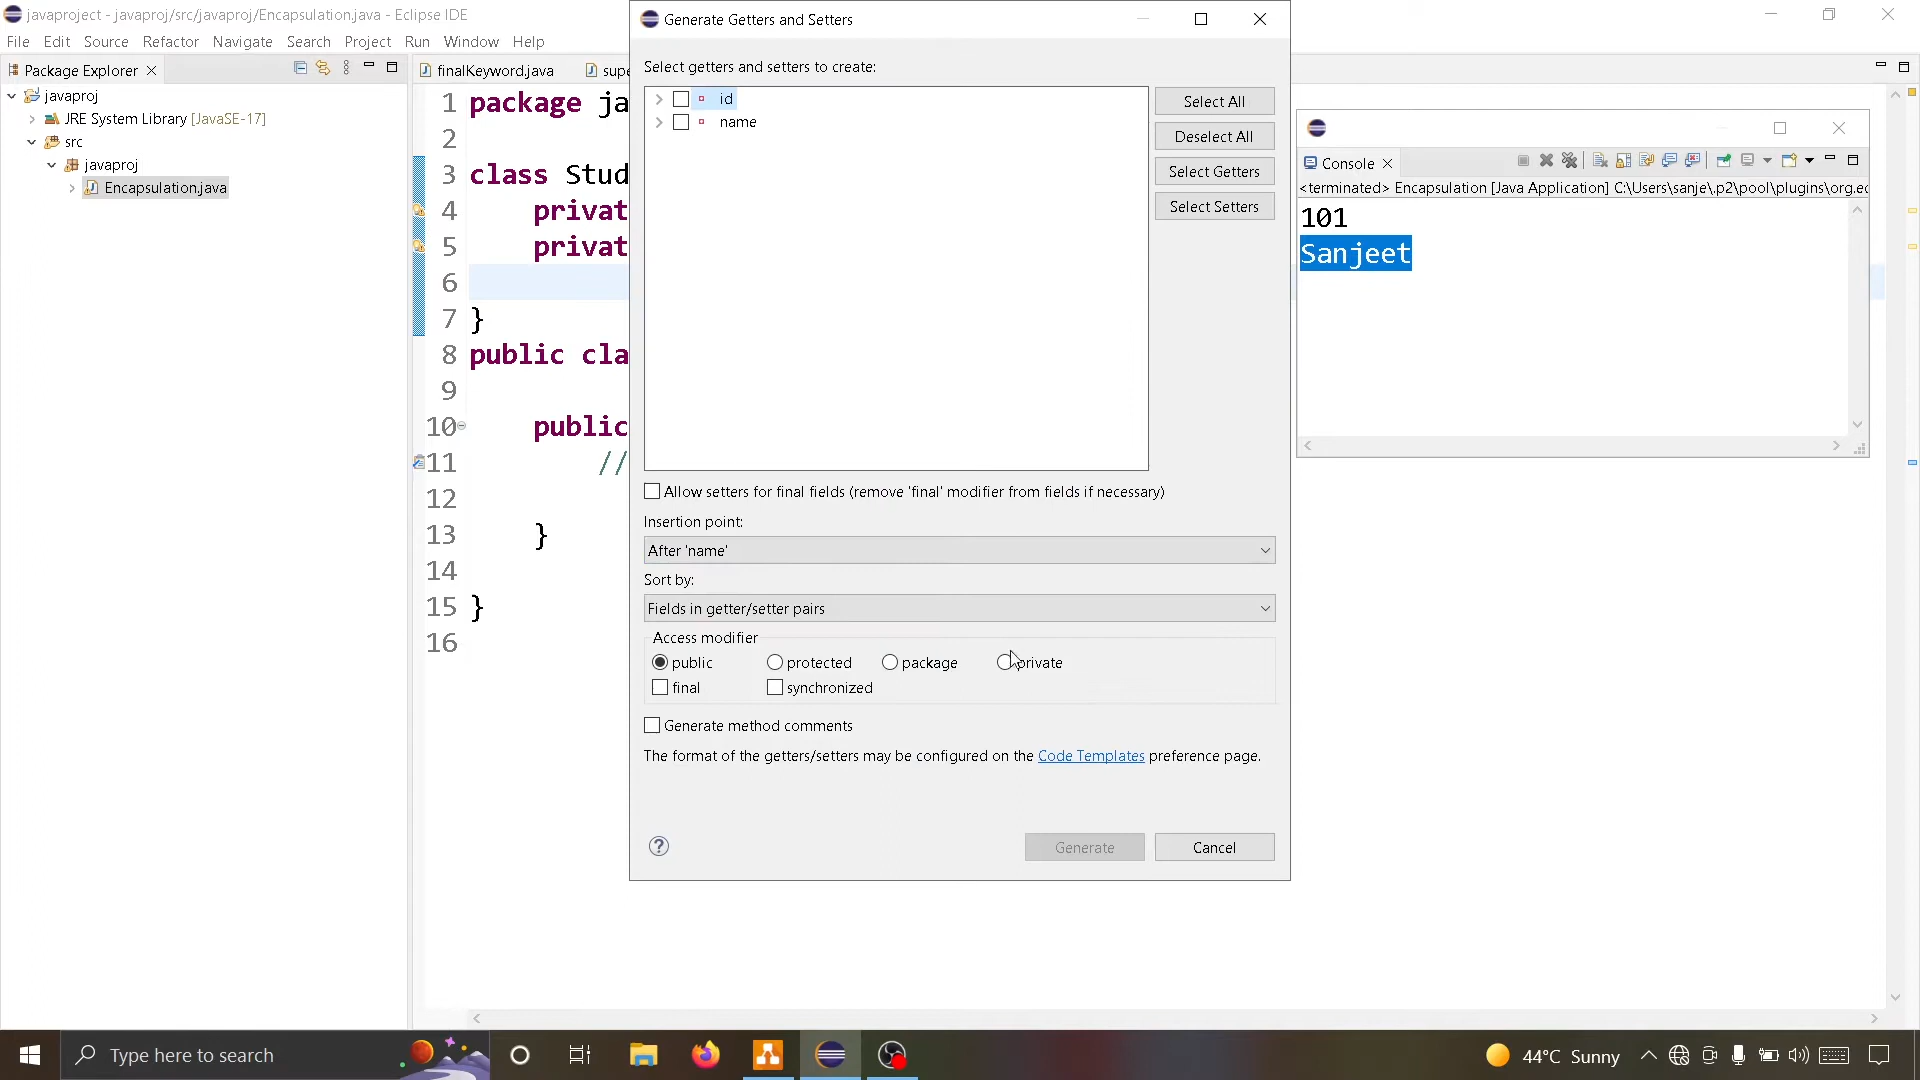 javaproject - javaproj/src/javaproj/Encapsulation.java - Eclipse IDE
File Edit Source Refactor Navigate Search Project Run Window Help
Package Explorer
javaproj
JRE System Library [JavaSE-17]
src
javaproj
Encapsulation.java
finalKeyword.java
supe
1 package ja
2
3 class Stud
4 privat
5 privat
6
7 }
8 public cla
9
10 public
11 //
12
13 }
14
15 }
16
Generate Getters and Setters
Select getters and setters to create:
id
name
Select All
Deselect All
Select Getters
Select Setters
Allow setters for final fields (remove 'final' modifier from fields if necessary)
Insertion point:
After 'name'
Sort by:
Fields in getter/setter pairs
Access modifier
public protected package private
final synchronized
Generate method comments
The format of the getters/setters may be configured on the Code Templates preference page.
Generate Cancel
Console
<terminated> Encapsulation [Java Application] C:\Users\sanje\.p2\pool\plugins\org.ec
101
Sanjeet
Type here to search
44°C Sunny